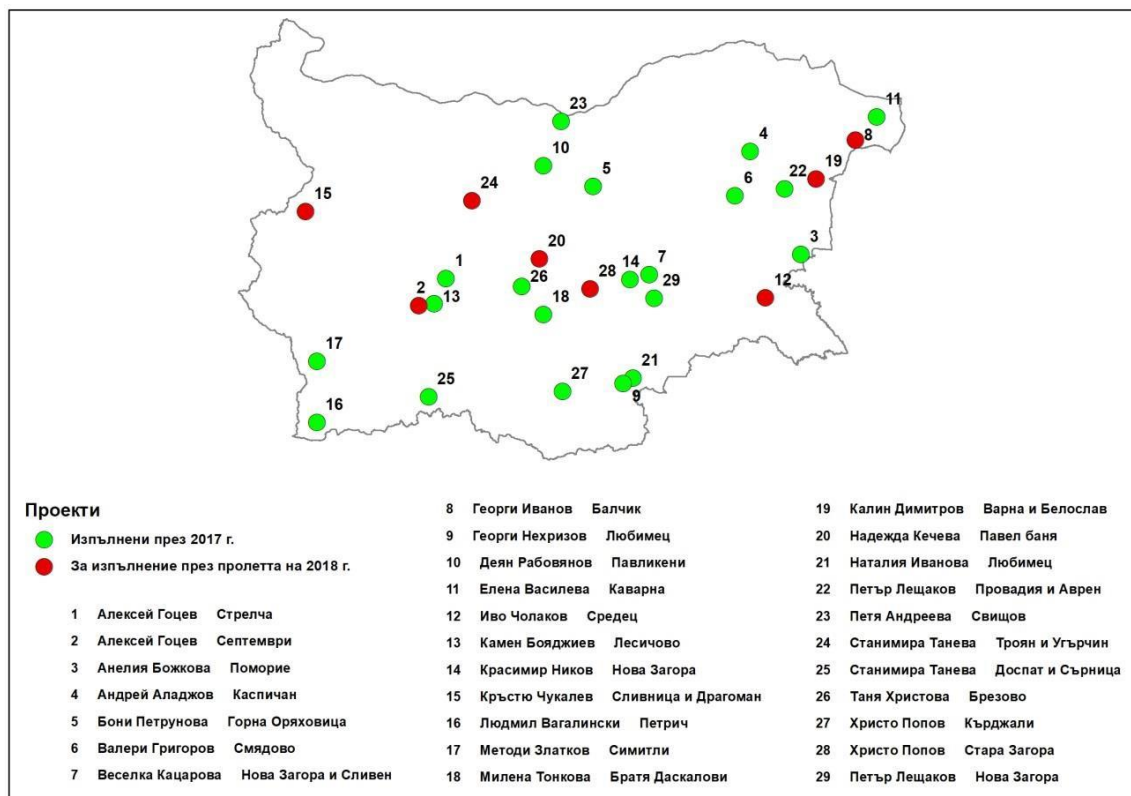 23
11
10
4
8
5
19
24
6
22
15
3
20
1
14
7
26
28
29
12
2
13
18
17
21
25
27
9
16
Проекти
Изпълнени през 2017 г.
За изпълнение през пролетта на 2018 г.
1 Алексей Гоцев Стрелча
2 Алексей Гоцев Септември
3 Анелия Божкова Поморие
4 Андрей Аладжов Каспичан
5 Бони Петрунова Горна Оряховица
6 Валери Григоров Смядово
7 Веселка Кацарова Нова Загора и Сливен
8 Георги Иванов Балчик
9 Георги Нехризов Любимец
10 Деян Рабовянов Павликени
11 Елена Василева Каварна
12 Иво Чолаков Средец
13 Камен Бояджиев Лесичово
14 Красимир Ников Нова Загора
15 Кръстю Чукалев Сливница и Драгоман
16 Людмил Вагалински Петрич
17 Методи Златков Симитли
18 Милена Тонкова Братя Даскалови
19 Калин Димитров Варна и Белослав
20 Надежда Кечева Павел баня
21 Наталия Иванова Любимец
22 Петър Лещаков Провадия и Аврен
23 Петя Андреева Свищов
24 Станимира Танева Троян и Угърчин
25 Станимира Танева Доспат и Сърница
26 Таня Христова Брезово
27 Христо Попов Кърджали
28 Христо Попов Стара Загора
29 Петър Лещаков Нова Загора